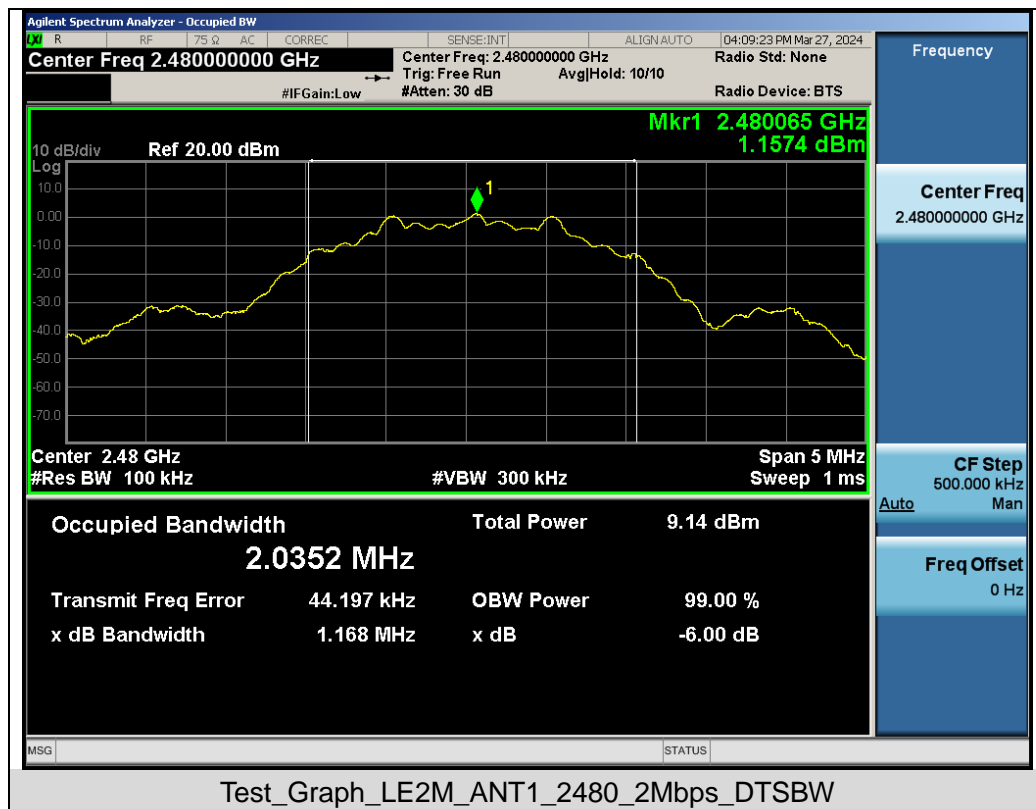 Agilent Spectrum Analyzer - Occupied BW
LXI R RF 75 Ω AC CORREC SENSE:INT ALIGN AUTO 04:09:23 PM Mar 27, 2024
Center Freq 2.480000000 GHz Center Freq: 2.480000000 GHz Radio Std: None
Trig: Free Run Avg|Hold: 10/10
#IFGain:Low #Atten: 30 dB Radio Device: BTS
Frequency
Mkr1 2.480065 GHz
1.1574 dBm
10 dB/div Ref 20.00 dBm
Log
10.0
0.00
-10.0
-20.0
-30.0
-40.0
-50.0
-60.0
-70.0
1
Center 2.48 GHz Span 5 MHz
#Res BW 100 kHz #VBW 300 kHz Sweep 1 ms
Center Freq
2.480000000 GHz
CF Step
500.000 kHz
Auto Man
Freq Offset
0 Hz
Occupied Bandwidth Total Power 9.14 dBm
2.0352 MHz
Transmit Freq Error 44.197 kHz OBW Power 99.00 %
x dB Bandwidth 1.168 MHz x dB -6.00 dB
MSG STATUS
Test_Graph_LE2M_ANT1_2480_2Mbps_DTSBW